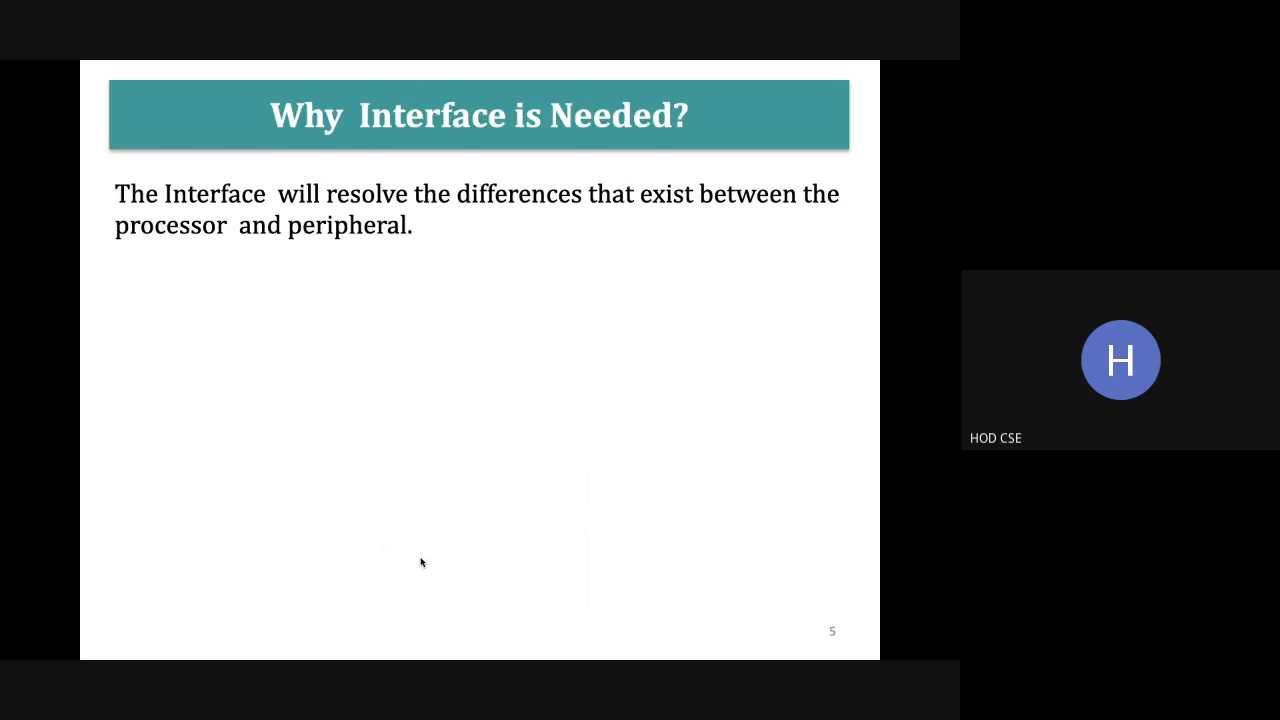 Why Interface is Needed?
The Interface will resolve the differences that exist between the
processor and peripheral.
H
HOD CSE
5